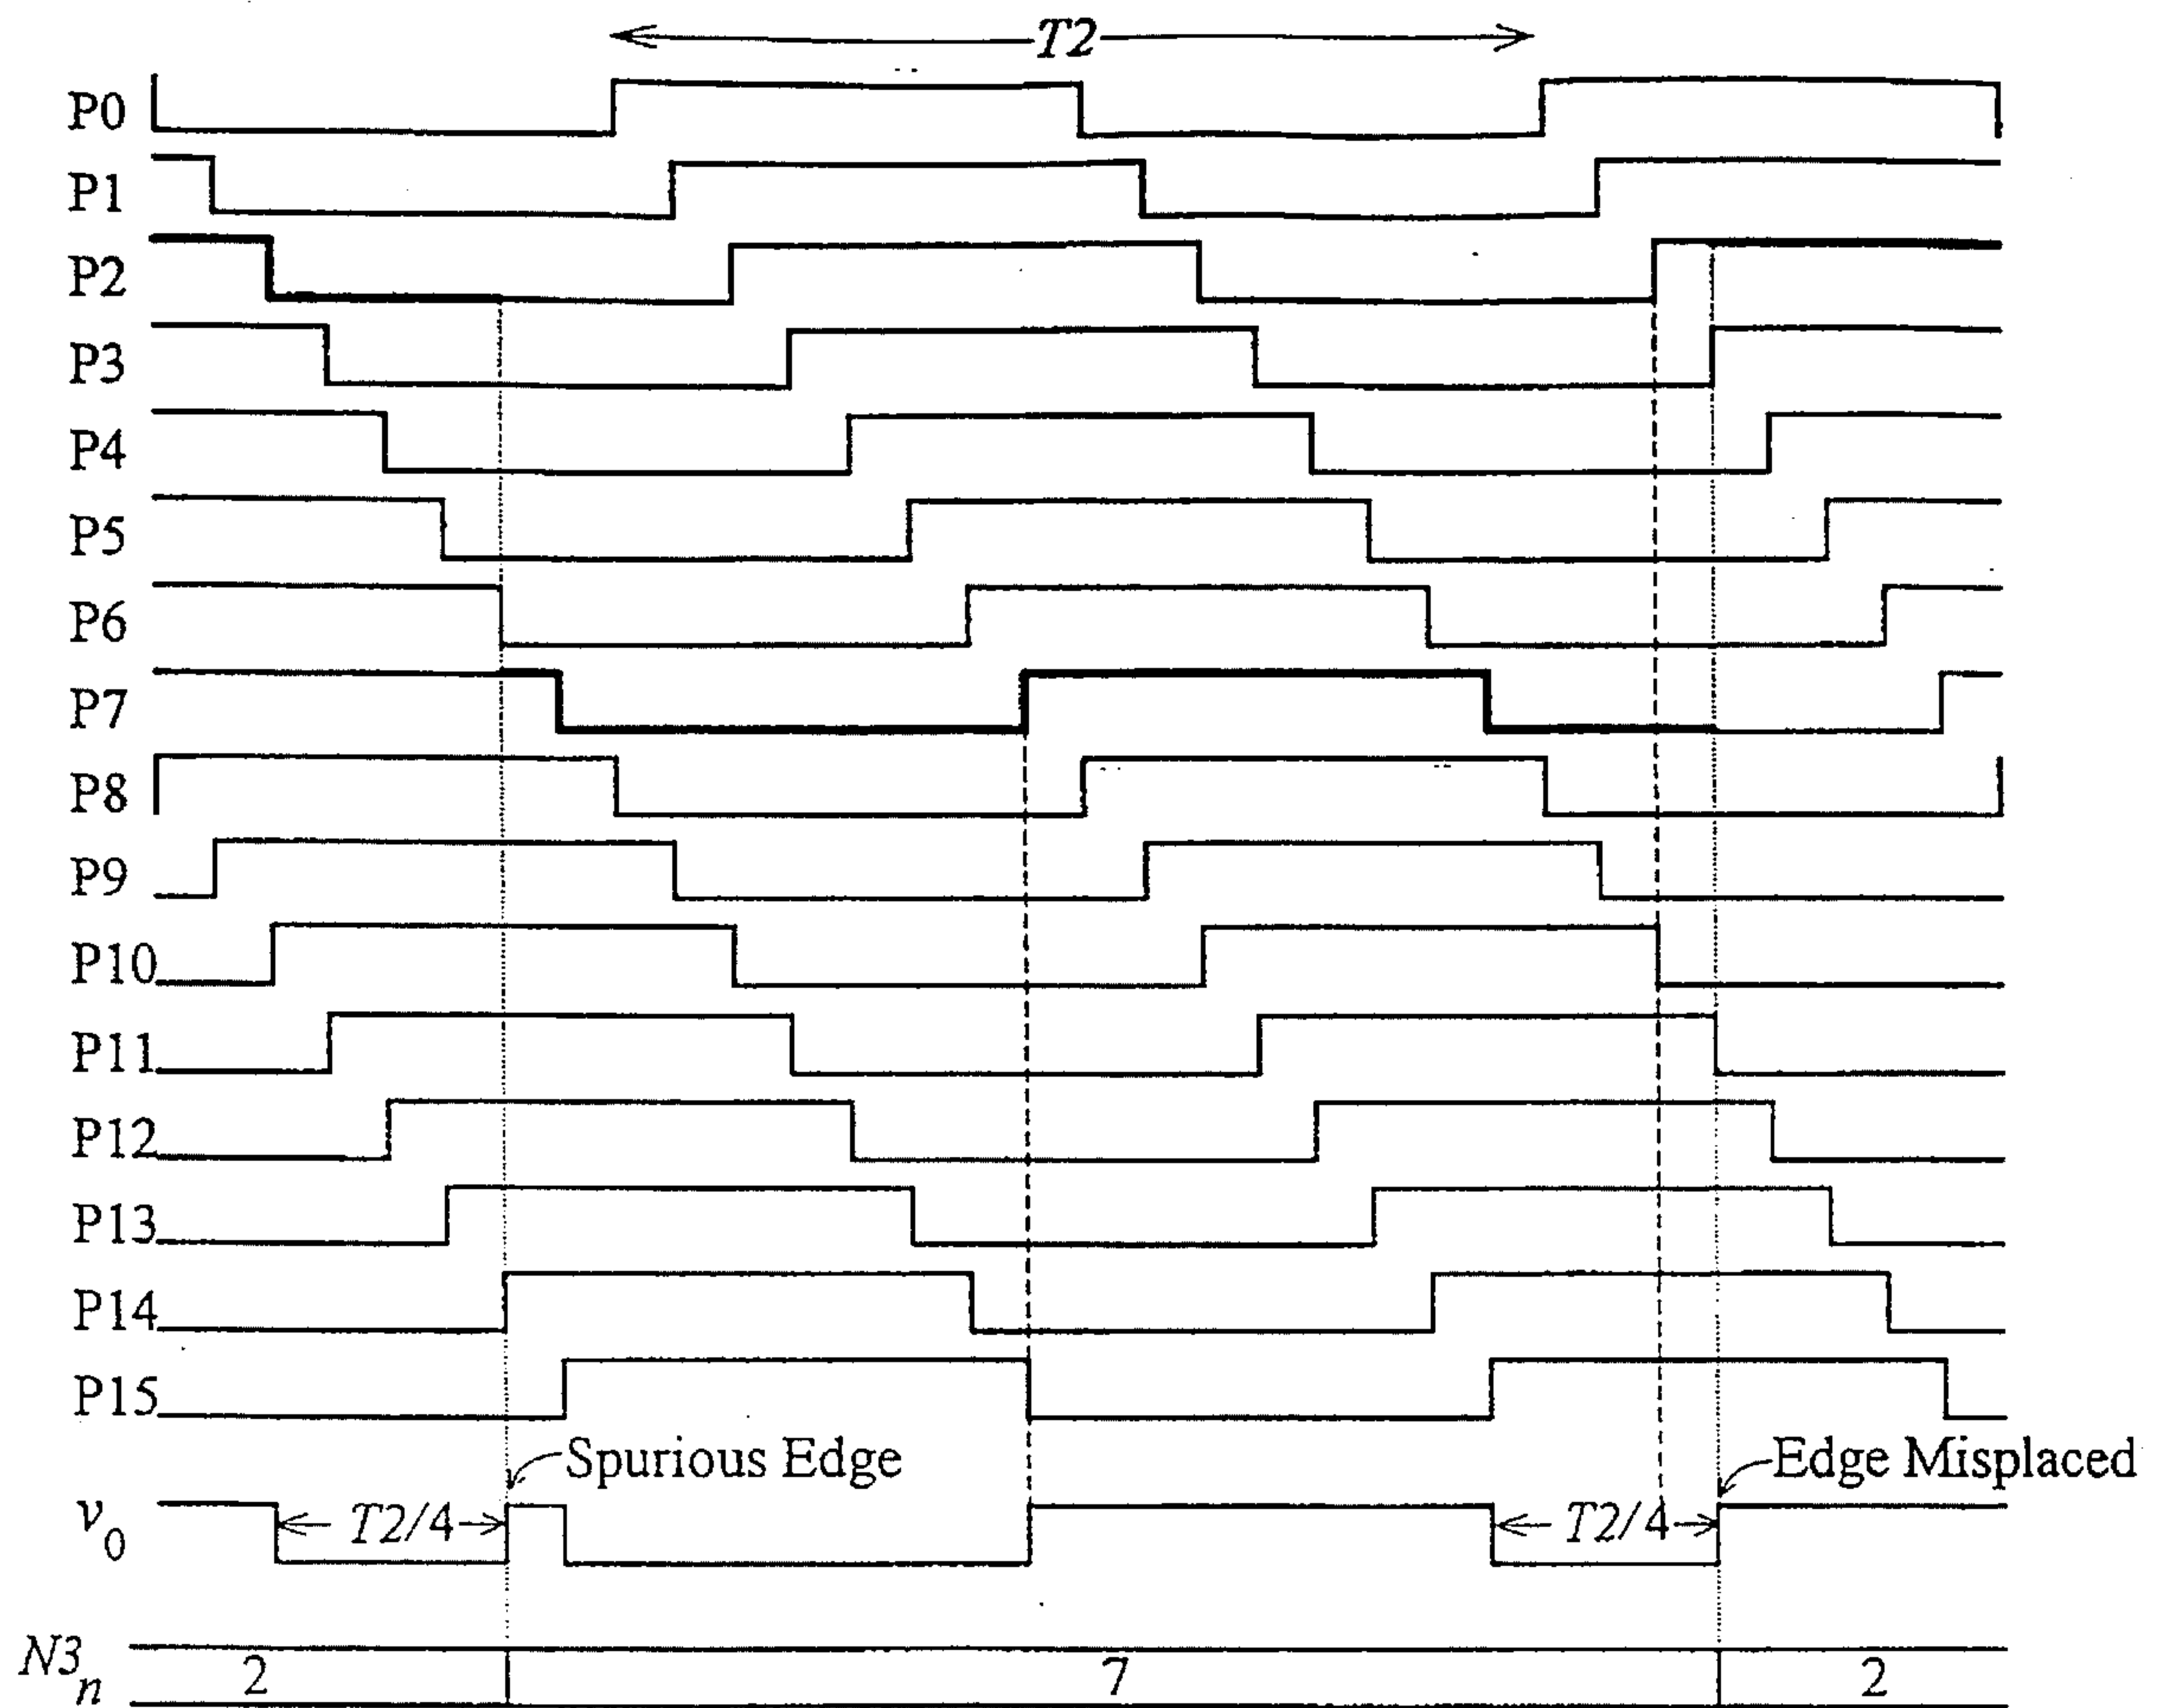 T2
P0
P1
P2
P3
P4
P5
P6
P7
P8
P9
P10
P11
P12
P13
P14
P15
Spurious Edge
Edge Misplaced
v0
T2/4
T2/4
N3n
2
7
2